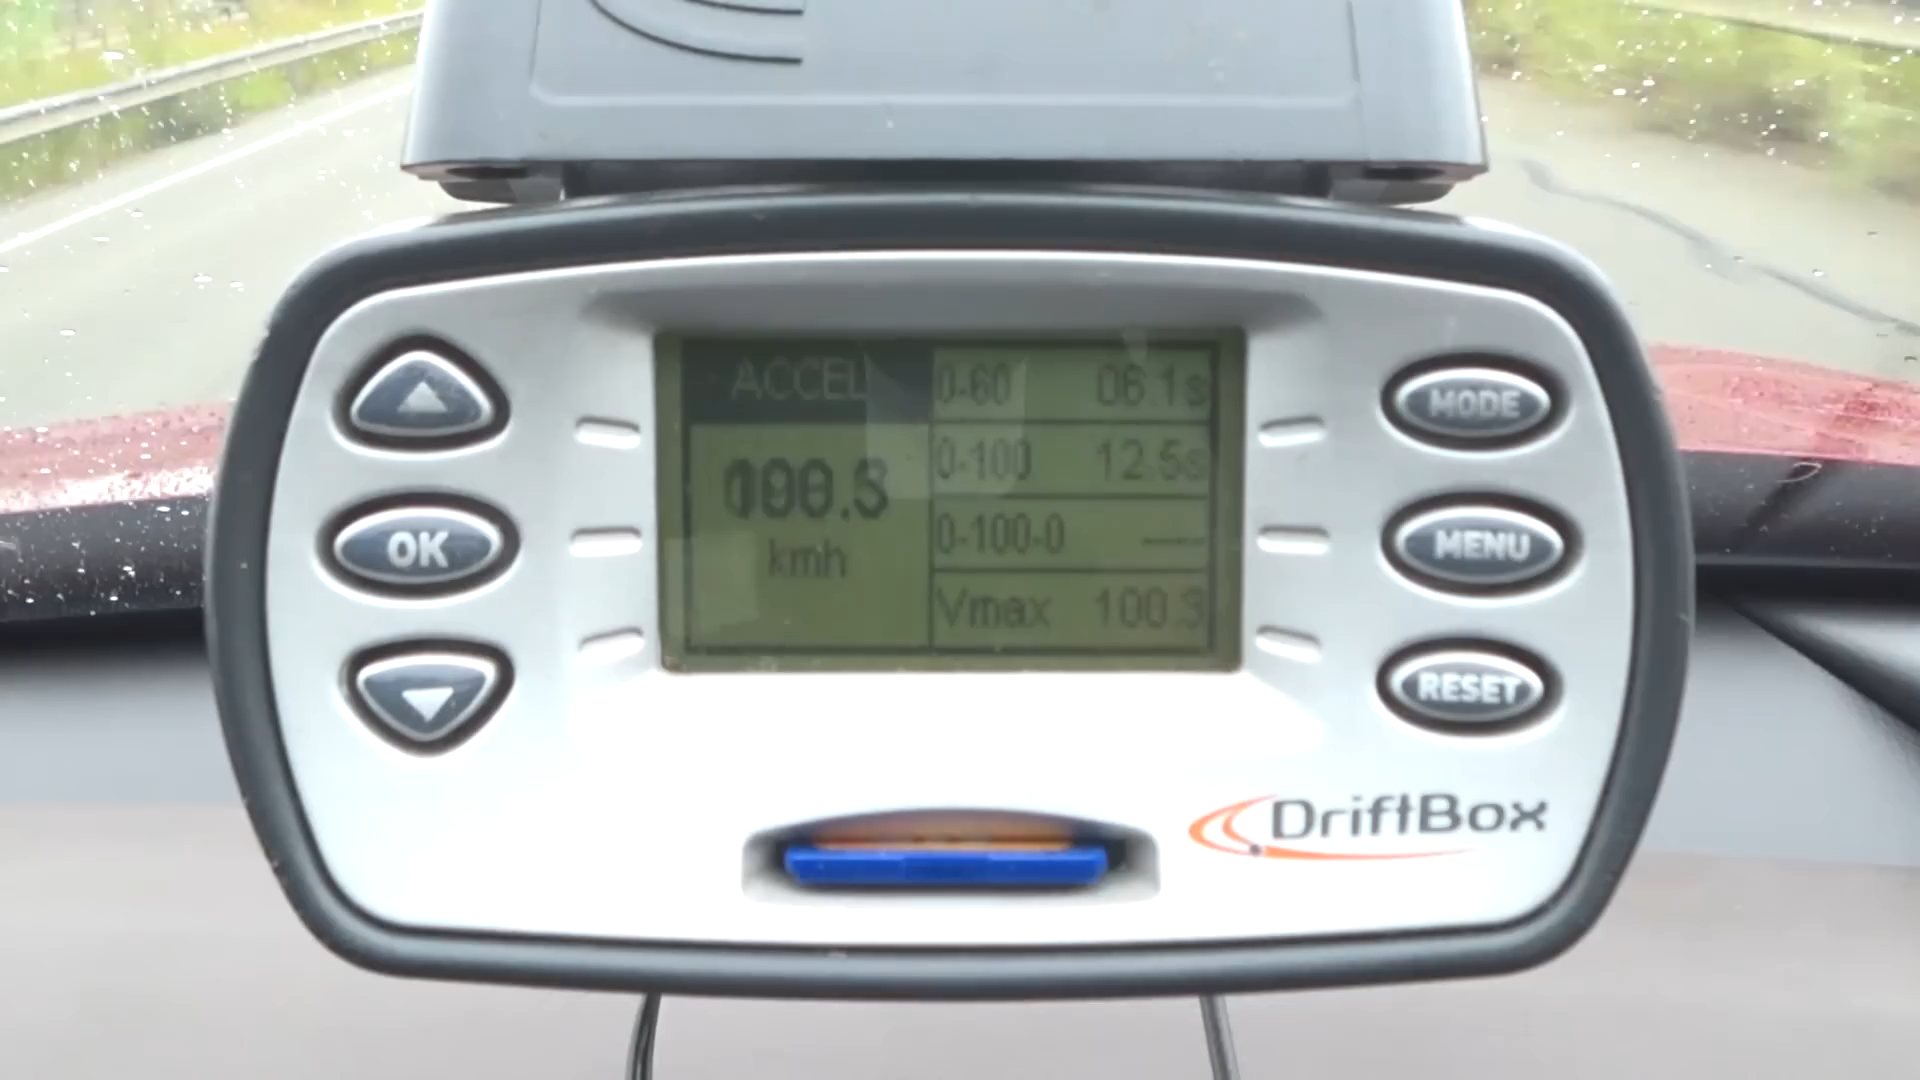 ACCEL
100.3
kmh
0-60 06.1s
0-100 12.5s
0-100-0 ----
Vmax 100.3
OK
MODE
MENU
RESET
DriftBox